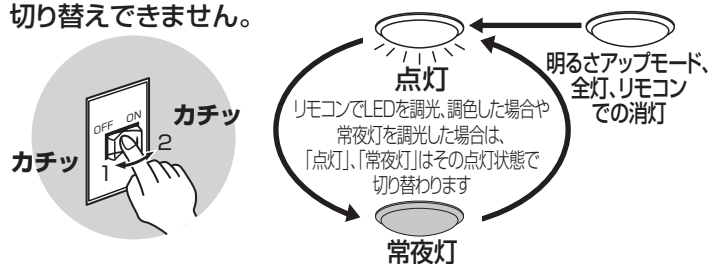 切り替えできません。
OFF ON
カチッ
2
カチッ
1
点灯
リモコンでLEDを調光、調色した場合や
常夜灯を調光した場合は、
「点灯」、「常夜灯」はその点灯状態で
切り替わります
常夜灯
明るさアップモード、
全灯、リモコン
での消灯